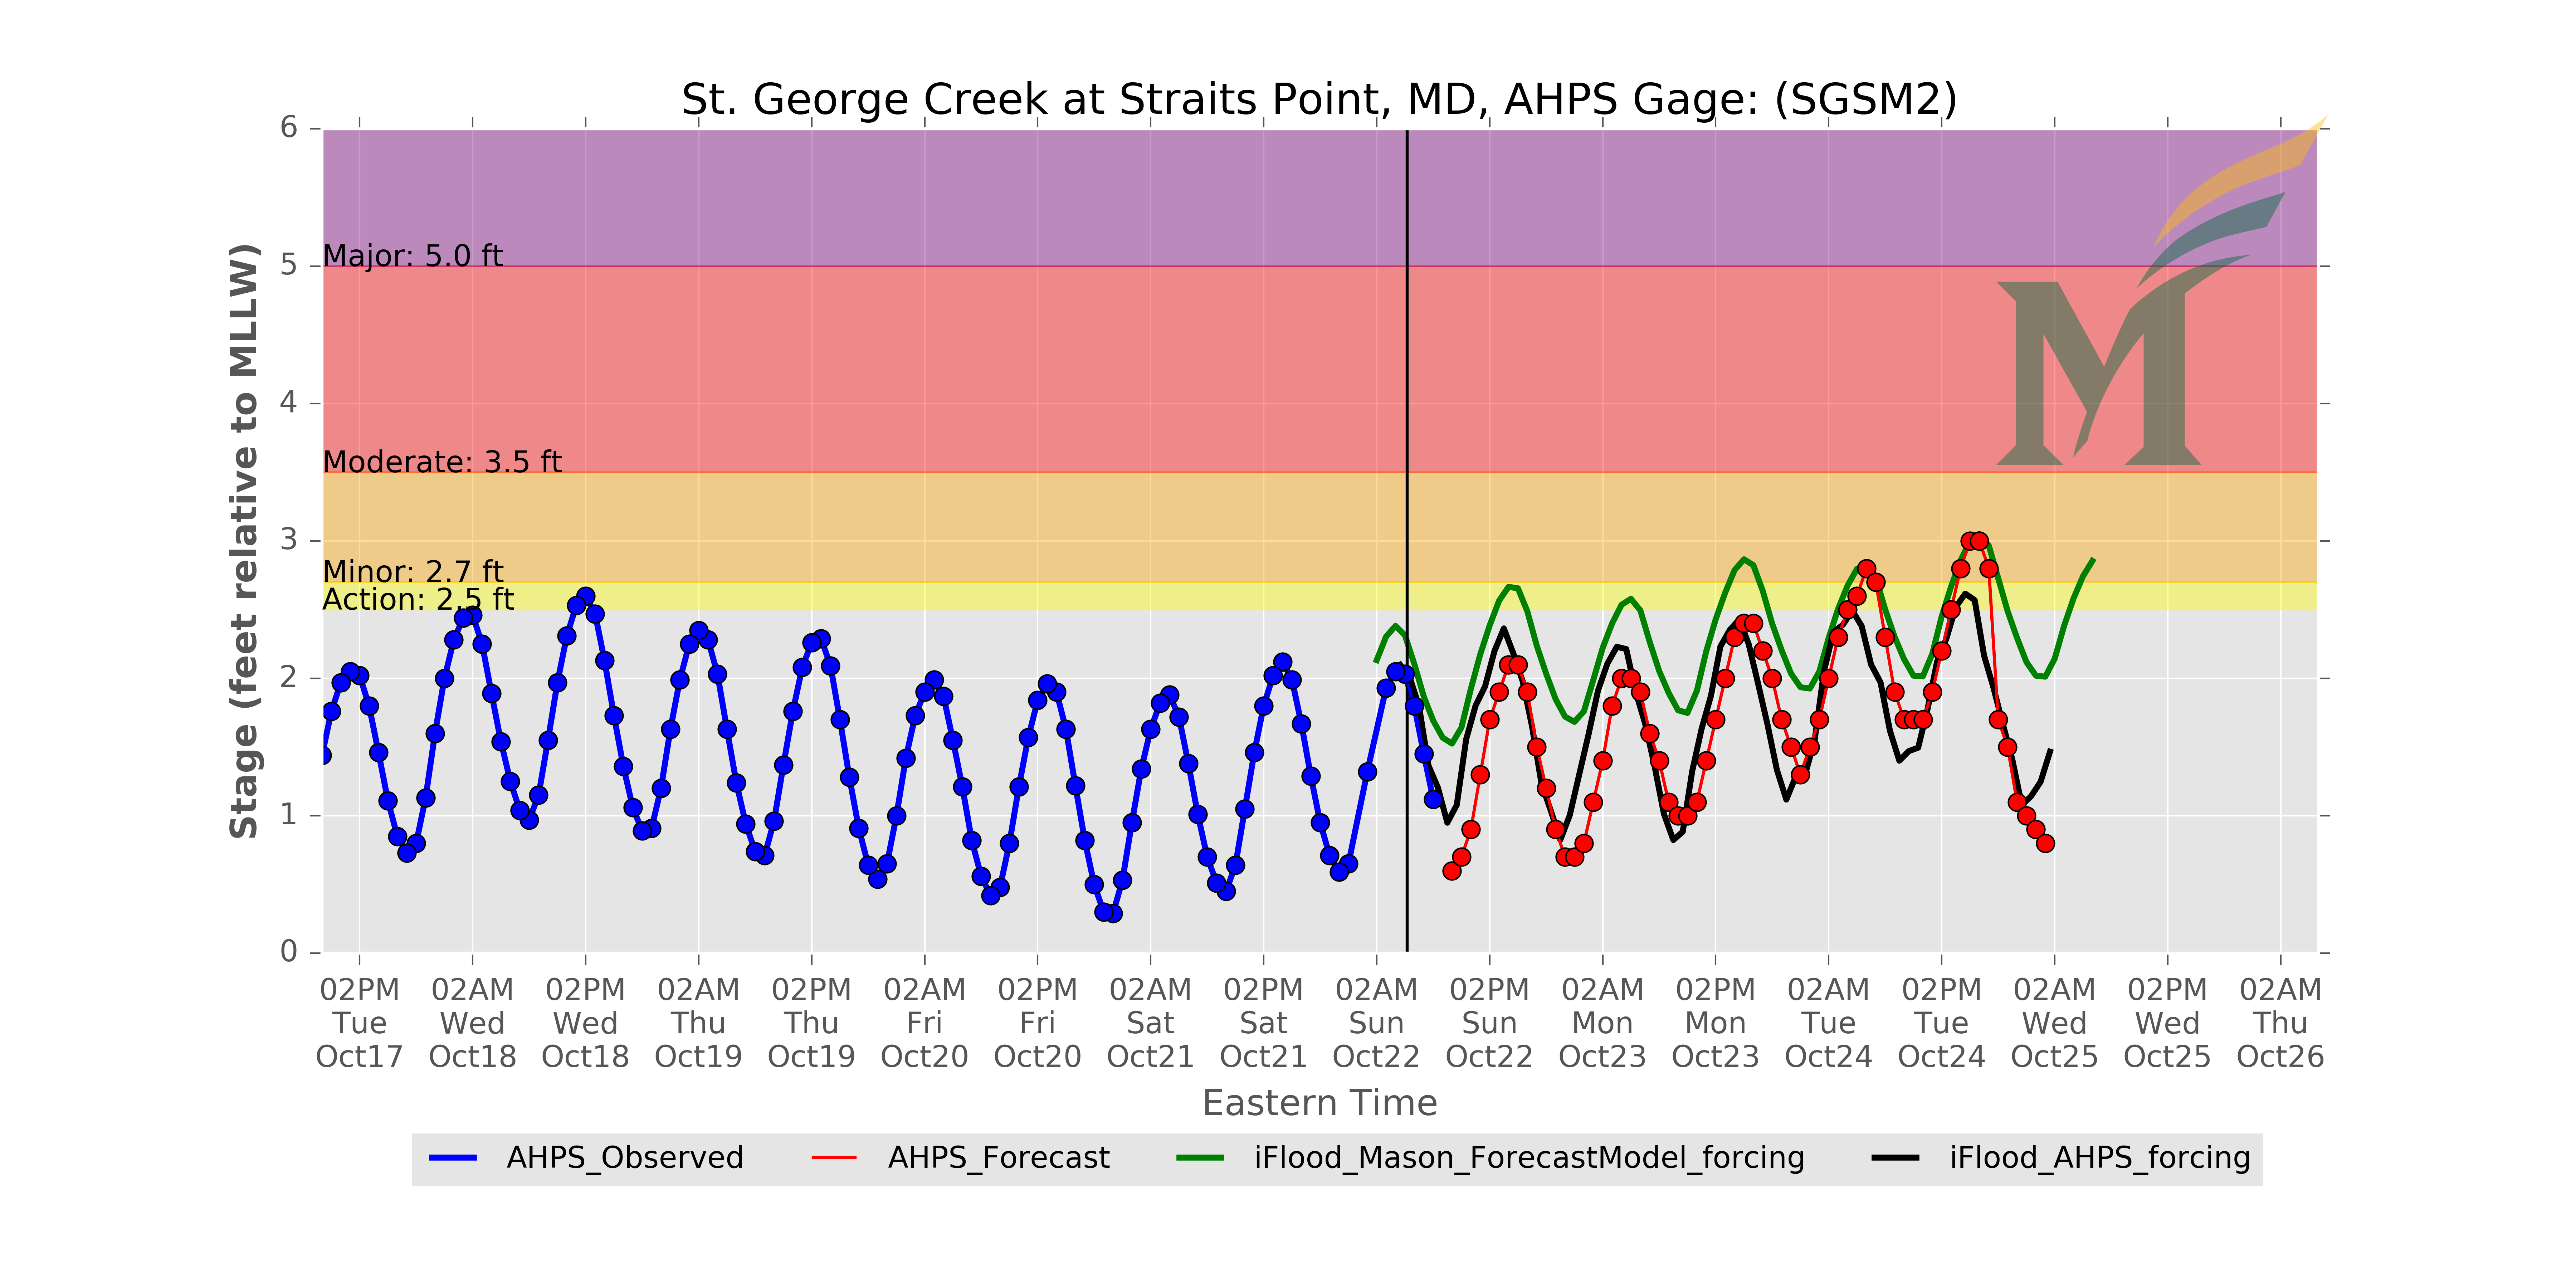 St. George Creek at Straits Point, MD, AHPS Gage: (SGSM2)
Stage (feet relative to MLLW)
6
5
4
3
2
1
0
Major: 5.0 ft
Moderate: 3.5 ft
Minor: 2.7 ft
Action: 2.5 ft
M
02PM 02AM 02PM 02AM 02PM 02AM 02PM 02AM 02PM 02AM 02PM 02AM 02PM 02AM 02PM 02AM 02PM 02AM
Tue Wed Wed Thu Thu Fri Fri Sat Sat Sun Sun Mon Mon Tue Tue Wed Wed Thu
Oct17 Oct18 Oct18 Oct19 Oct19 Oct20 Oct20 Oct21 Oct21 Oct22 Oct22 Oct23 Oct23 Oct24 Oct24 Oct25 Oct25 Oct26
Eastern Time
AHPS_Observed AHPS_Forecast iFlood_Mason_ForecastModel_forcing iFlood_AHPS_forcing